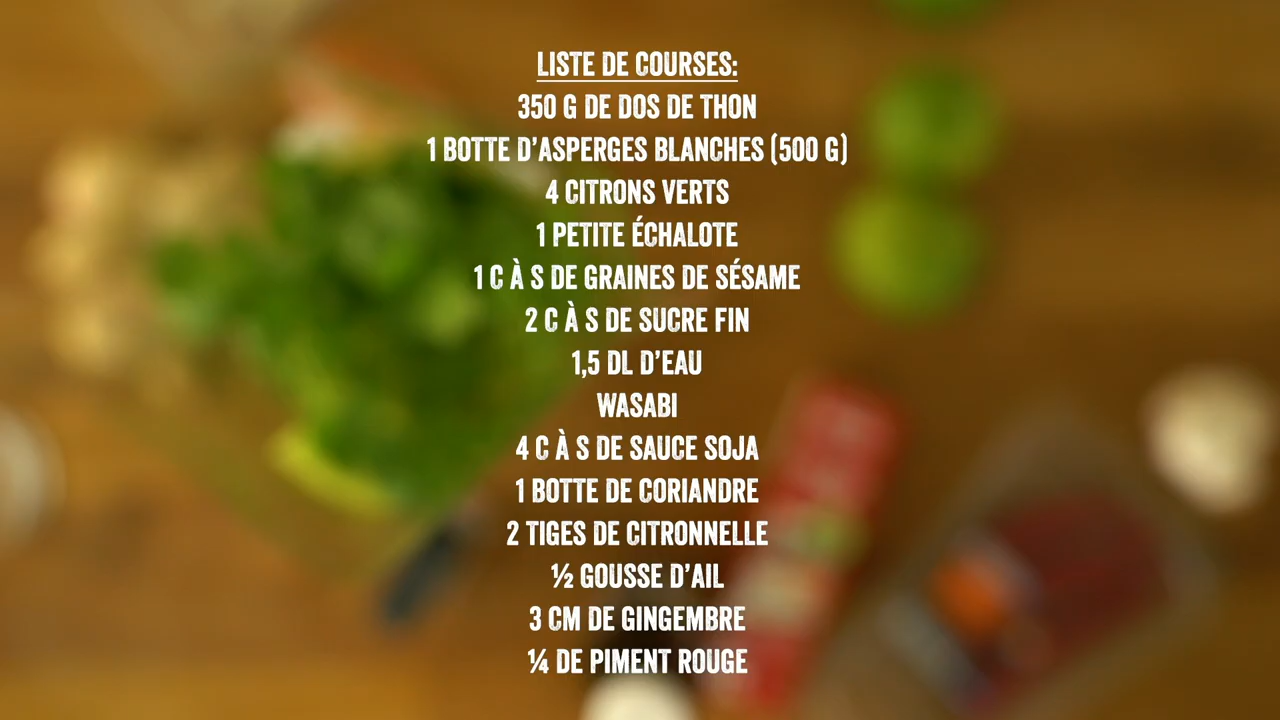 LISTE DE COURSES:
350 G DE DOS DE THON
1 BOTTE D'ASPERGES BLANCHES (500 G)
4 CITRONS VERTS
1 PETITE ÉCHALOTE
1 C À S DE GRAINES DE SÉSAME
2 C À S DE SUCRE FIN
1,5 DL D'EAU
WASABI
4 C À S DE SAUCE SOJA
1 BOTTE DE CORIANDRE
2 TIGES DE CITRONNELLE
½ GOUSSE D'AIL
3 CM DE GINGEMBRE
¼ DE PIMENT ROUGE